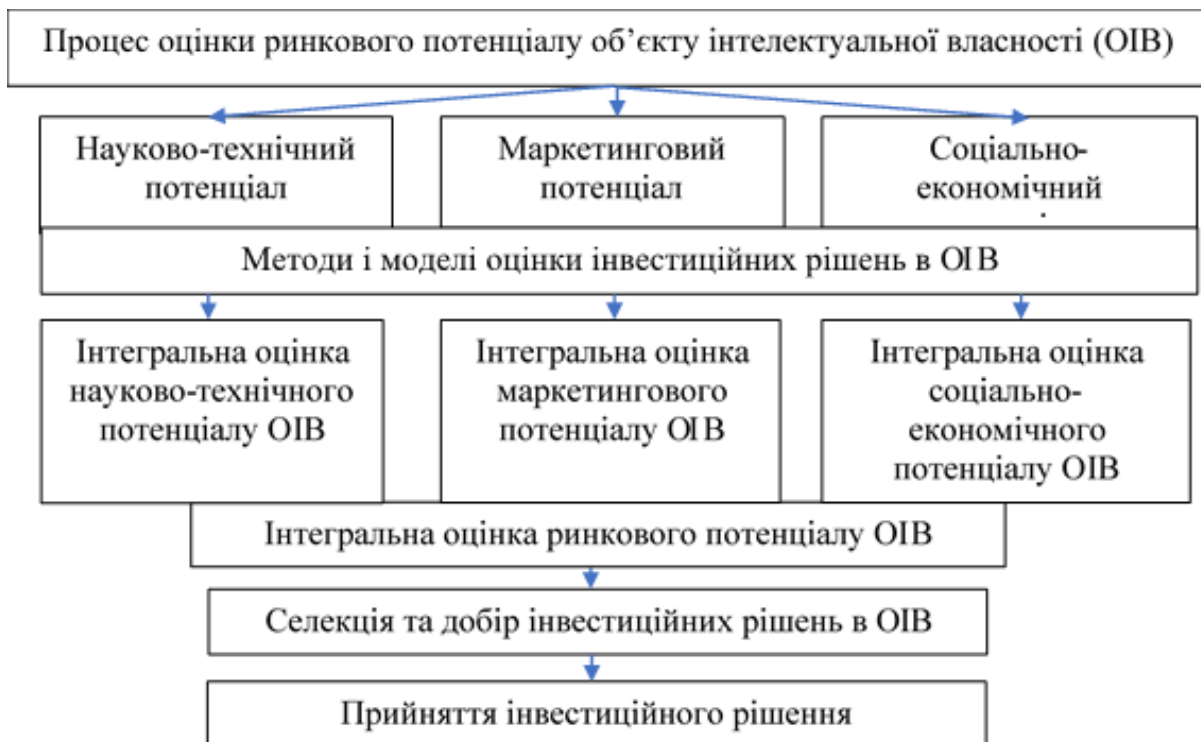 Процес оцінки ринкового потенціалу об’єкту інтелектуальної власності (ОІВ)
Науково-технічний
потенціал
Маркетинговий
потенціал
Соціально-
економічний
Методи і моделі оцінки інвестиційних рішень в ОІВ
Інтегральна оцінка
науково-технічного
потенціалу ОІВ
Інтегральна оцінка
маркетингового
потенціалу ОІВ
Інтегральна оцінка
соціально-
економічного
потенціалу ОІВ
Інтегральна оцінка ринкового потенціалу ОІВ
Селекція та добір інвестиційних рішень в ОІВ
Прийняття інвестиційного рішення